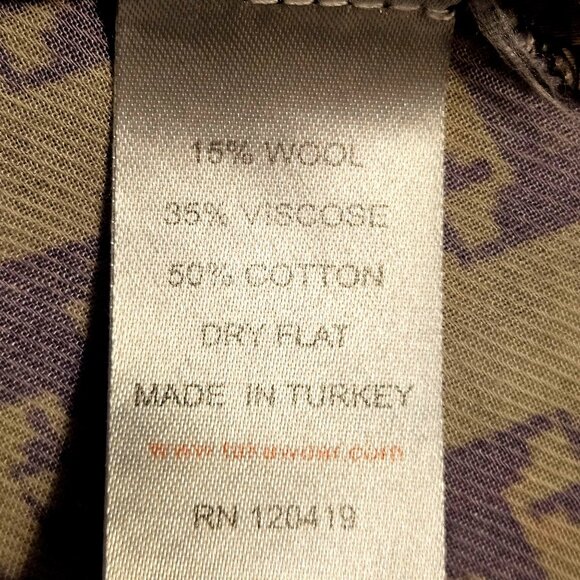 15% WOOL
35% VISCOSE
50% COTTON
DRY FLAT
MADE IN TURKEY
RN 120419